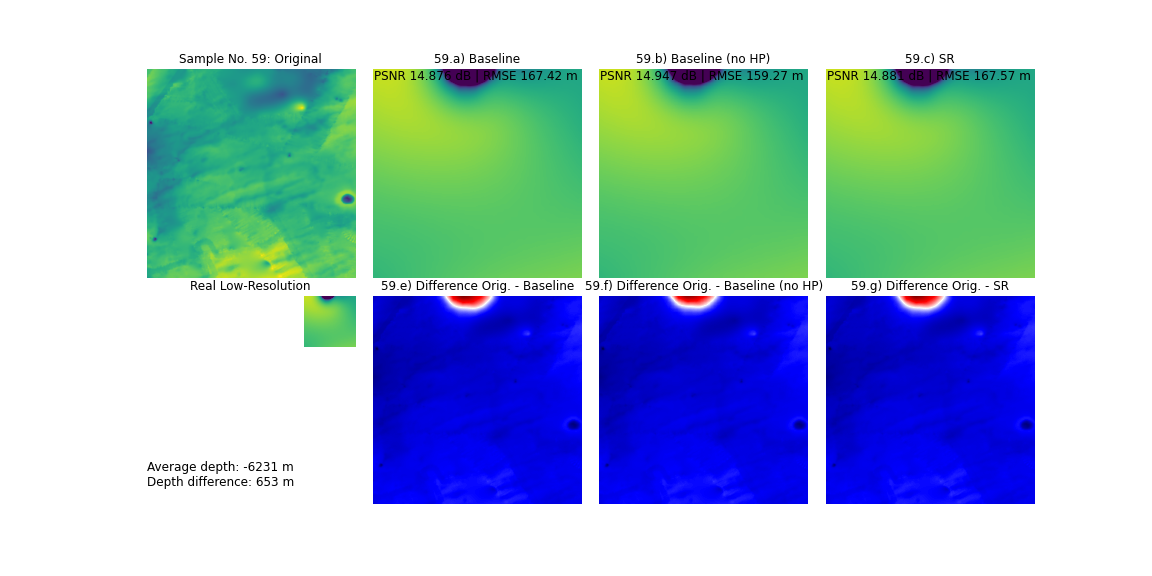 Sample No. 59: Original
59.a) Baseline
59.b) Baseline (no HP)
59.c) SR
PSNR 14.876 dB | RMSE 167.42 m
PSNR 14.947 dB | RMSE 159.27 m
PSNR 14.881 dB | RMSE 167.57 m
Real Low-Resolution
59.e) Difference Orig. - Baseline
59.f) Difference Orig. - Baseline (no HP)
59.g) Difference Orig. - SR
Average depth: -6231 m
Depth difference: 653 m